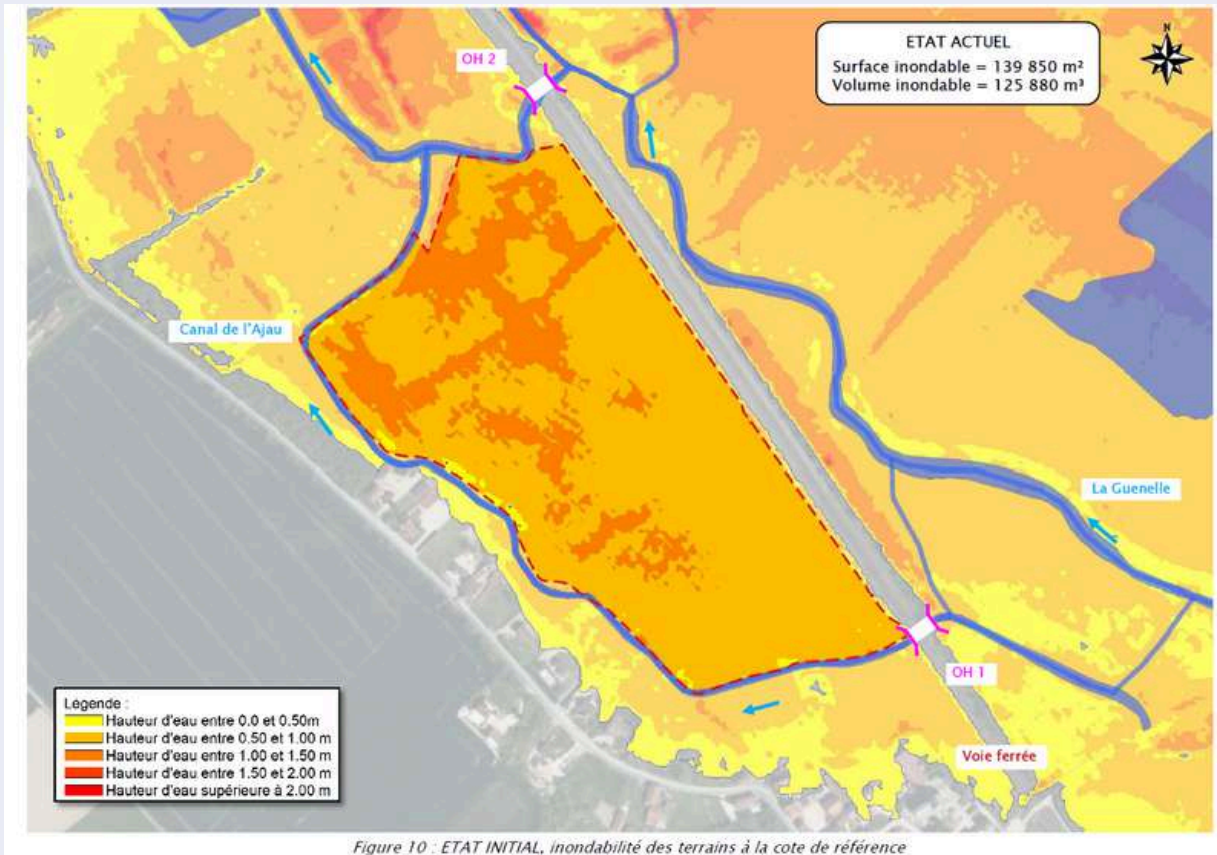 ETAT ACTUEL
Surface inondable = 139 850 m²
Volume inondable = 125 880 m³
N
OH 2
Canal de l'Ajau
La Guenelle
OH 1
Voie ferrée
Légende :
Hauteur d'eau entre 0.0 et 0.50m
Hauteur d'eau entre 0.50 et 1.00 m
Hauteur d'eau entre 1.00 et 1.50 m
Hauteur d'eau entre 1.50 et 2.00 m
Hauteur d'eau supérieure à 2.00 m
Figure 10 : ETAT INITIAL, inondabilité des terrains à la cote de référence